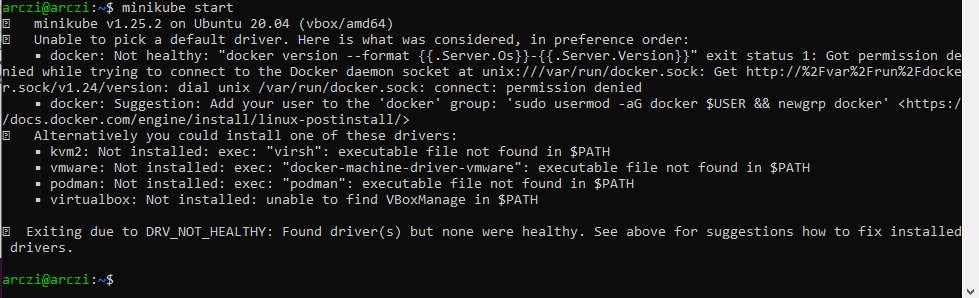 arczi@arczi:~$ minikube start
minikube v1.25.2 on Ubuntu 20.04 (vbox/amd64)
Unable to pick a default driver. Here is what was considered, in preference order:
▪ docker: Not healthy: "docker version --format {{.Server.Os}}-{{.Server.Version}}" exit status 1: Got permission de
nied while trying to connect to the Docker daemon socket at unix:///var/run/docker.sock: Get http://%2Fvar%2Frun%2Fdocke
r.sock/v1.24/version: dial unix /var/run/docker.sock: connect: permission denied
▪ docker: Suggestion: Add your user to the 'docker' group: 'sudo usermod -aG docker $USER && newgrp docker' <https:/
/docs.docker.com/engine/install/linux-postinstall/>
Alternatively you could install one of these drivers:
▪ kvm2: Not installed: exec: "virsh": executable file not found in $PATH
▪ vmware: Not installed: exec: "docker-machine-driver-vmware": executable file not found in $PATH
▪ podman: Not installed: exec: "podman": executable file not found in $PATH
▪ virtualbox: Not installed: unable to find VBoxManage in $PATH
Exiting due to DRV_NOT_HEALTHY: Found driver(s) but none were healthy. See above for suggestions how to fix installed
drivers.
arczi@arczi:~$